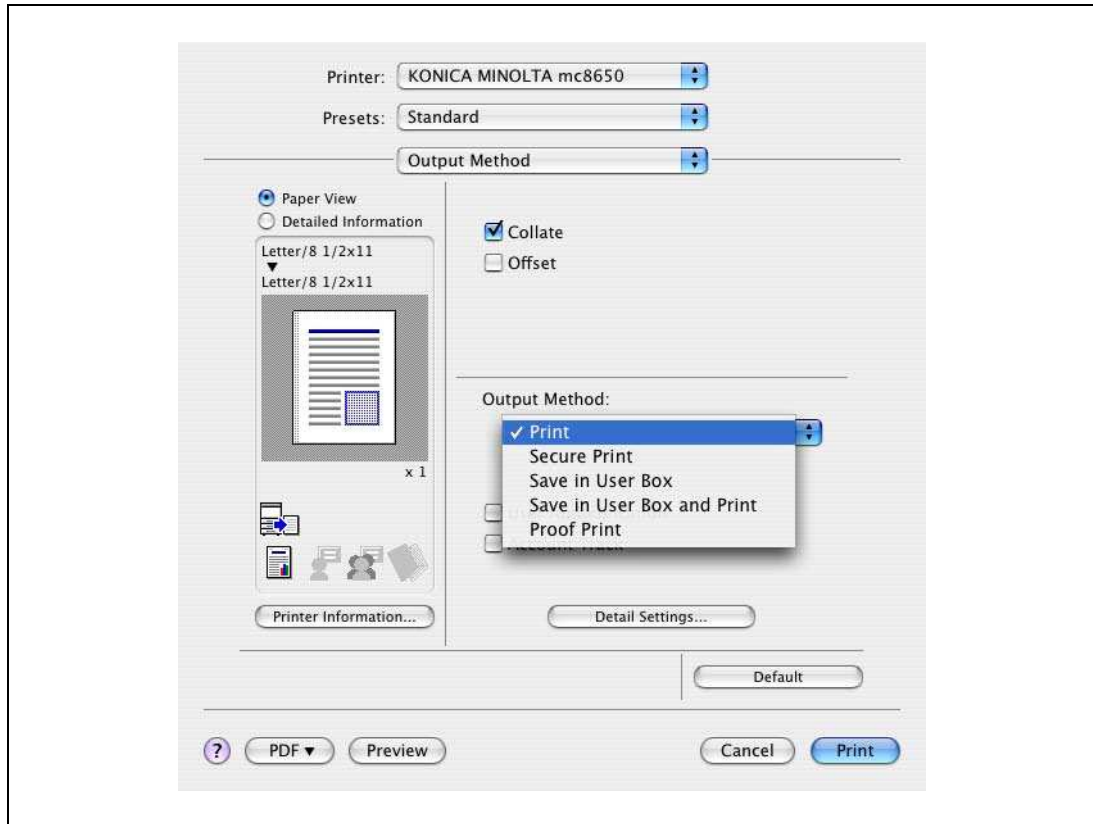 Printer: KONICA MINOLTA mc8650
Presets: Standard
Output Method
Paper View
Detailed Information
Letter/8 1/2x11
Letter/8 1/2x11
x 1
Printer Information...
Collate
Offset
Output Method:
✓ Print
Secure Print
Save in User Box
Save in User Box and Print
Proof Print
Account Track
Detail Settings...
Default
? PDF ▼ Preview Cancel Print